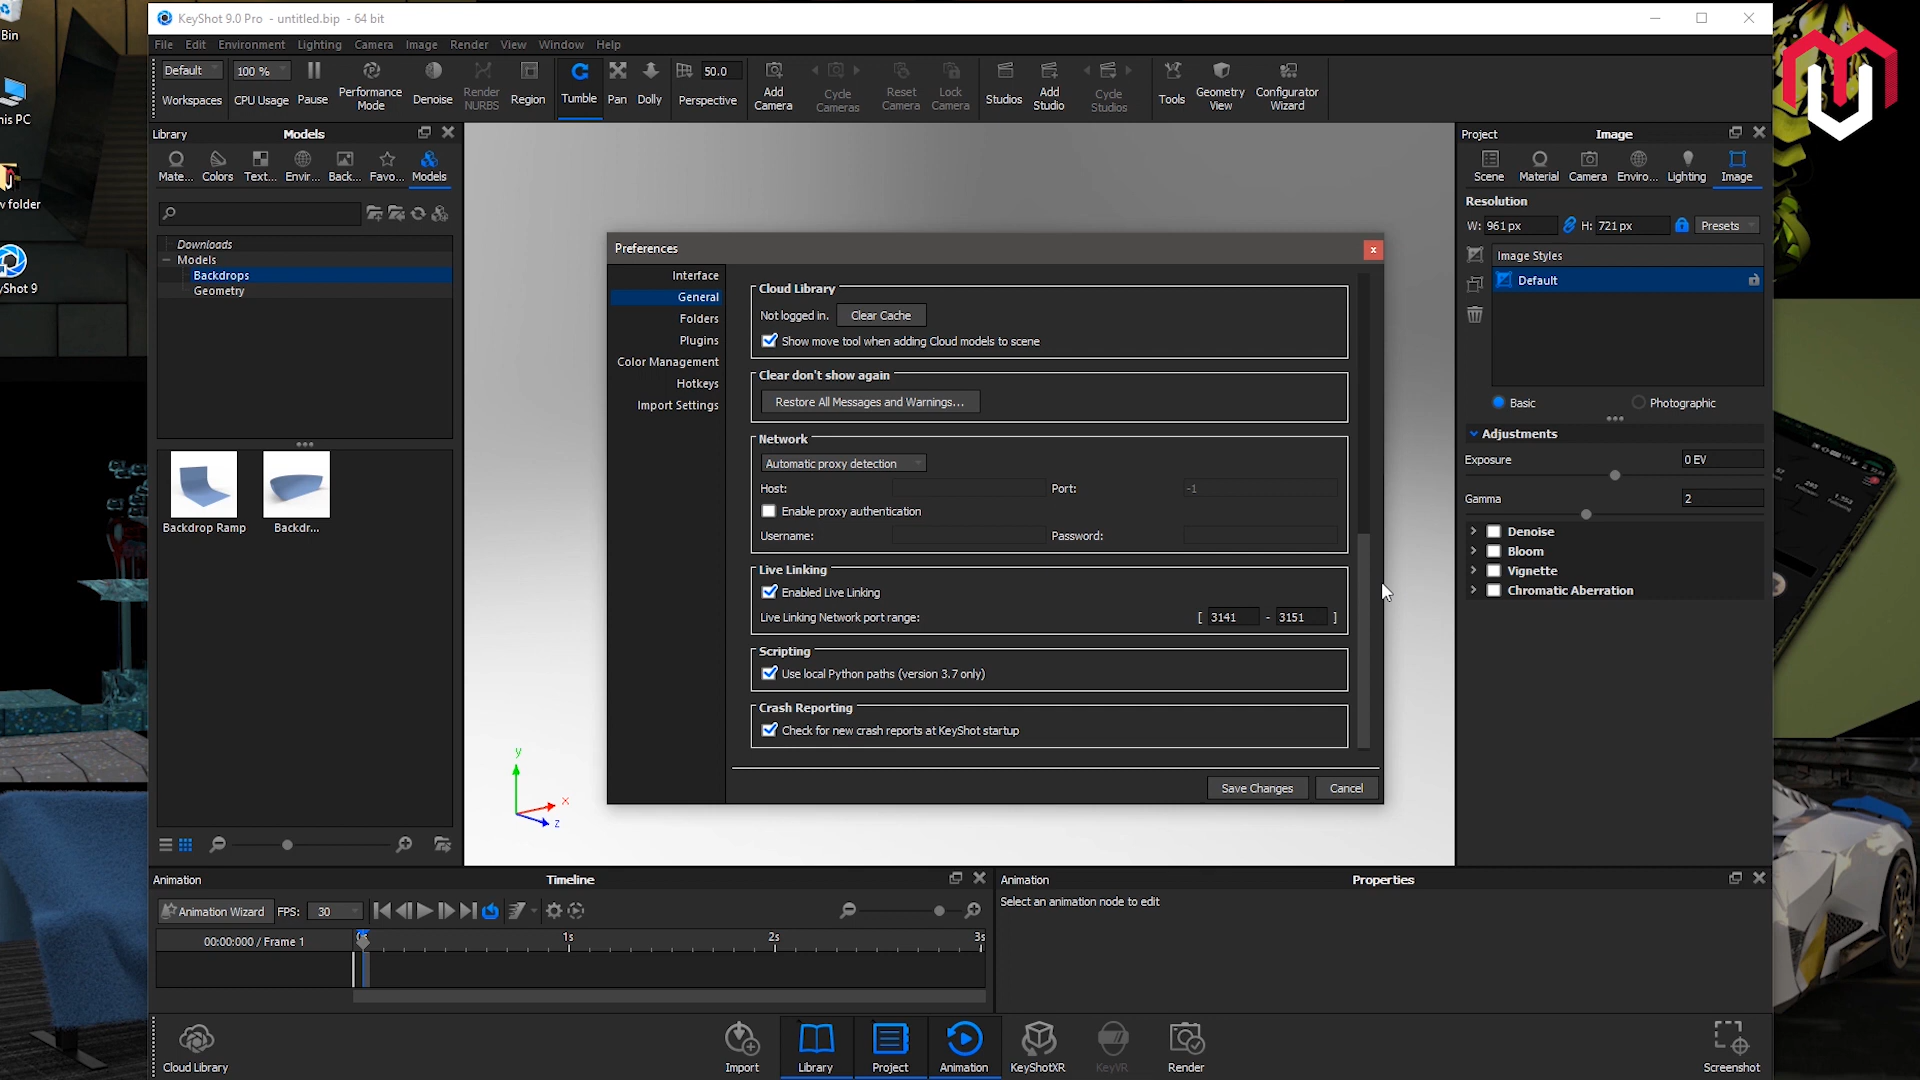 KeyShot 9.0 Pro - untitled.bip - 64 bit
File Edit Environment Lighting Camera Image Render View Window Help
Default 100 % 50.0
Workspaces CPU Usage Pause Performance Mode Denoise Render NURBS Region Tumble Pan Dolly Perspective Add Camera Cycle Cameras Reset Camera Lock Camera Studios Add Studio Cycle Studios Tools Geometry View Configurator Wizard
Bin
his PC
w folder
yShot 9
Library Models
Mate... Colors Text... Envir... Back... Favo... Models
Downloads
Models
Backdrops
Geometry
Backdrop Ramp Backdr...
Preferences
Interface
General
Folders
Plugins
Color Management
Hotkeys
Import Settings
Cloud Library
Not logged in. Clear Cache
Show move tool when adding Cloud models to scene
Clear don't show again
Restore All Messages and Warnings...
Network
Automatic proxy detection
Host: Port: -1
Enable proxy authentication
Username: Password:
Live Linking
Enabled Live Linking
Live Linking Network port range: [ 3141 - 3151 ]
Scripting
Use local Python paths (version 3.7 only)
Crash Reporting
Check for new crash reports at KeyShot startup
Save Changes Cancel
y
x
z
Project Image
Scene Material Camera Enviro... Lighting Image
Resolution
W: 961 px H: 721 px Presets
Image Styles
Default
Basic Photographic
Adjustments
Exposure 0 EV
Gamma 2
Denoise
Bloom
Vignette
Chromatic Aberration
Animation Timeline
Animation Wizard FPS: 30
00:00:000 / Frame 1 0s 1s 2s 3s
Animation Properties
Select an animation node to edit
Cloud Library Import Library Project Animation KeyShotXR KeyVR Render Screenshot